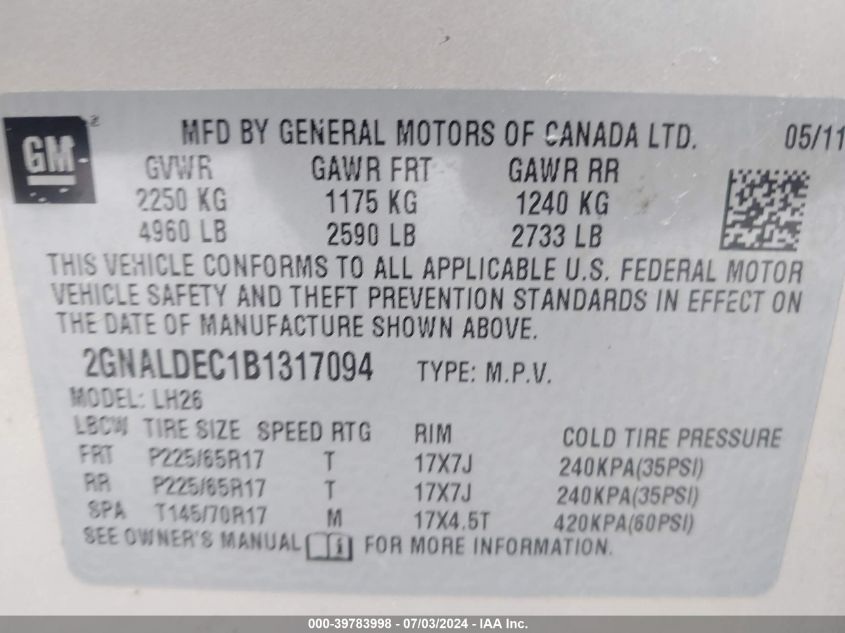 GM
MFD BY GENERAL MOTORS OF CANADA LTD. 05/11
GVWR GAWR FRT GAWR RR
2250 KG 1175 KG 1240 KG
4960 LB 2590 LB 2733 LB
THIS VEHICLE CONFORMS TO ALL APPLICABLE U.S. FEDERAL MOTOR
VEHICLE SAFETY AND THEFT PREVENTION STANDARDS IN EFFECT ON
THE DATE OF MANUFACTURE SHOWN ABOVE.
2GNALDEC1B1317094 TYPE: M.P.V.
MODEL: LH26
LBCW TIRE SIZE SPEED RTG RIM COLD TIRE PRESSURE
FRT P225/65R17 T 17X7J 240KPA(35PSI)
RR P225/65R17 T 17X7J 240KPA(35PSI)
SPA T145/70R17 M 17X4.5T 420KPA(60PSI)
SEE OWNER'S MANUAL i FOR MORE INFORMATION.
000-39783998 - 07/03/2024 - IAA Inc.